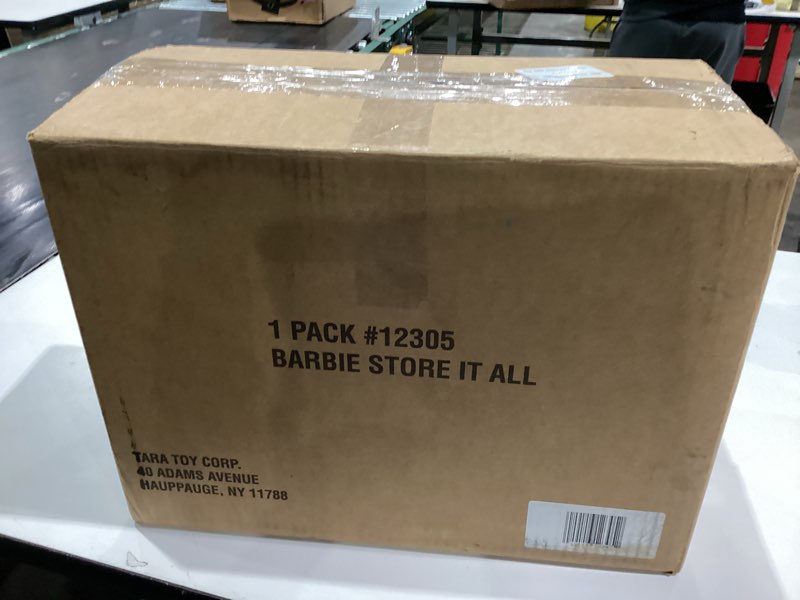 1 PACK #12305
BARBIE STORE IT ALL
TARA TOY CORP.
40 ADAMS AVENUE
HAUPPAUGE, NY 11788